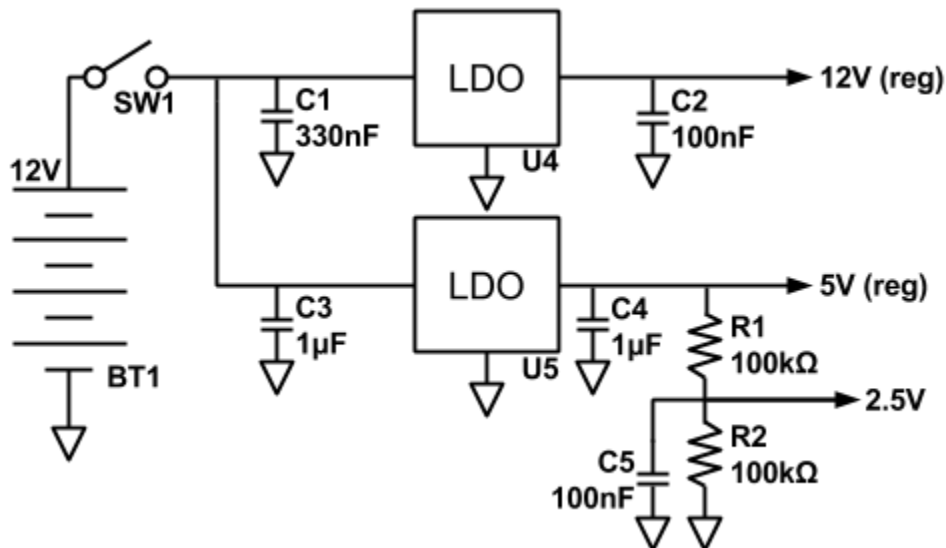 LDO
12V (reg)
SW1
C1
330nF
C2
100nF
U4
12V
LDO
5V (reg)
C3
1µF
C4
1µF
R1
100kΩ
U5
BT1
2.5V
R2
100kΩ
C5
100nF